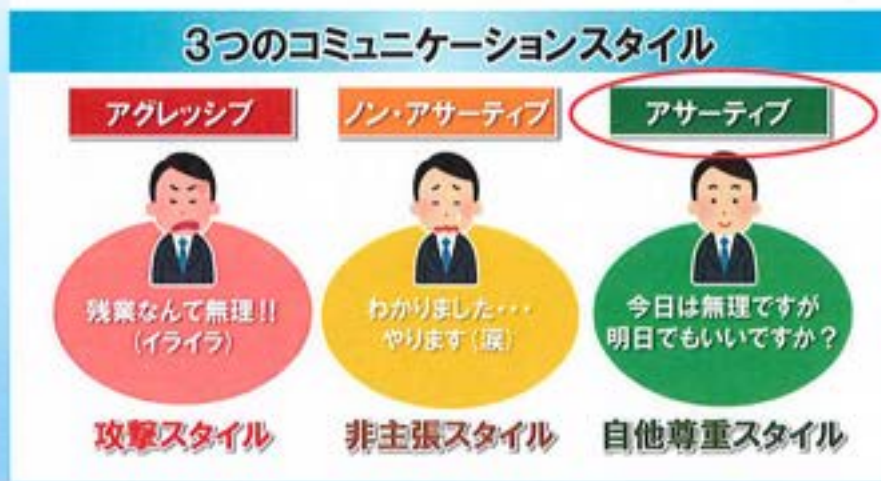 3つのコミュニケーションスタイル
アグレッシブ
残業なんて無理!!
(イライラ)
攻撃スタイル
ノン・アサーティブ
わかりました・・・
やります(涙)
非主張スタイル
アサーティブ
今日は無理ですが
明日でもいいですか?
自他尊重スタイル